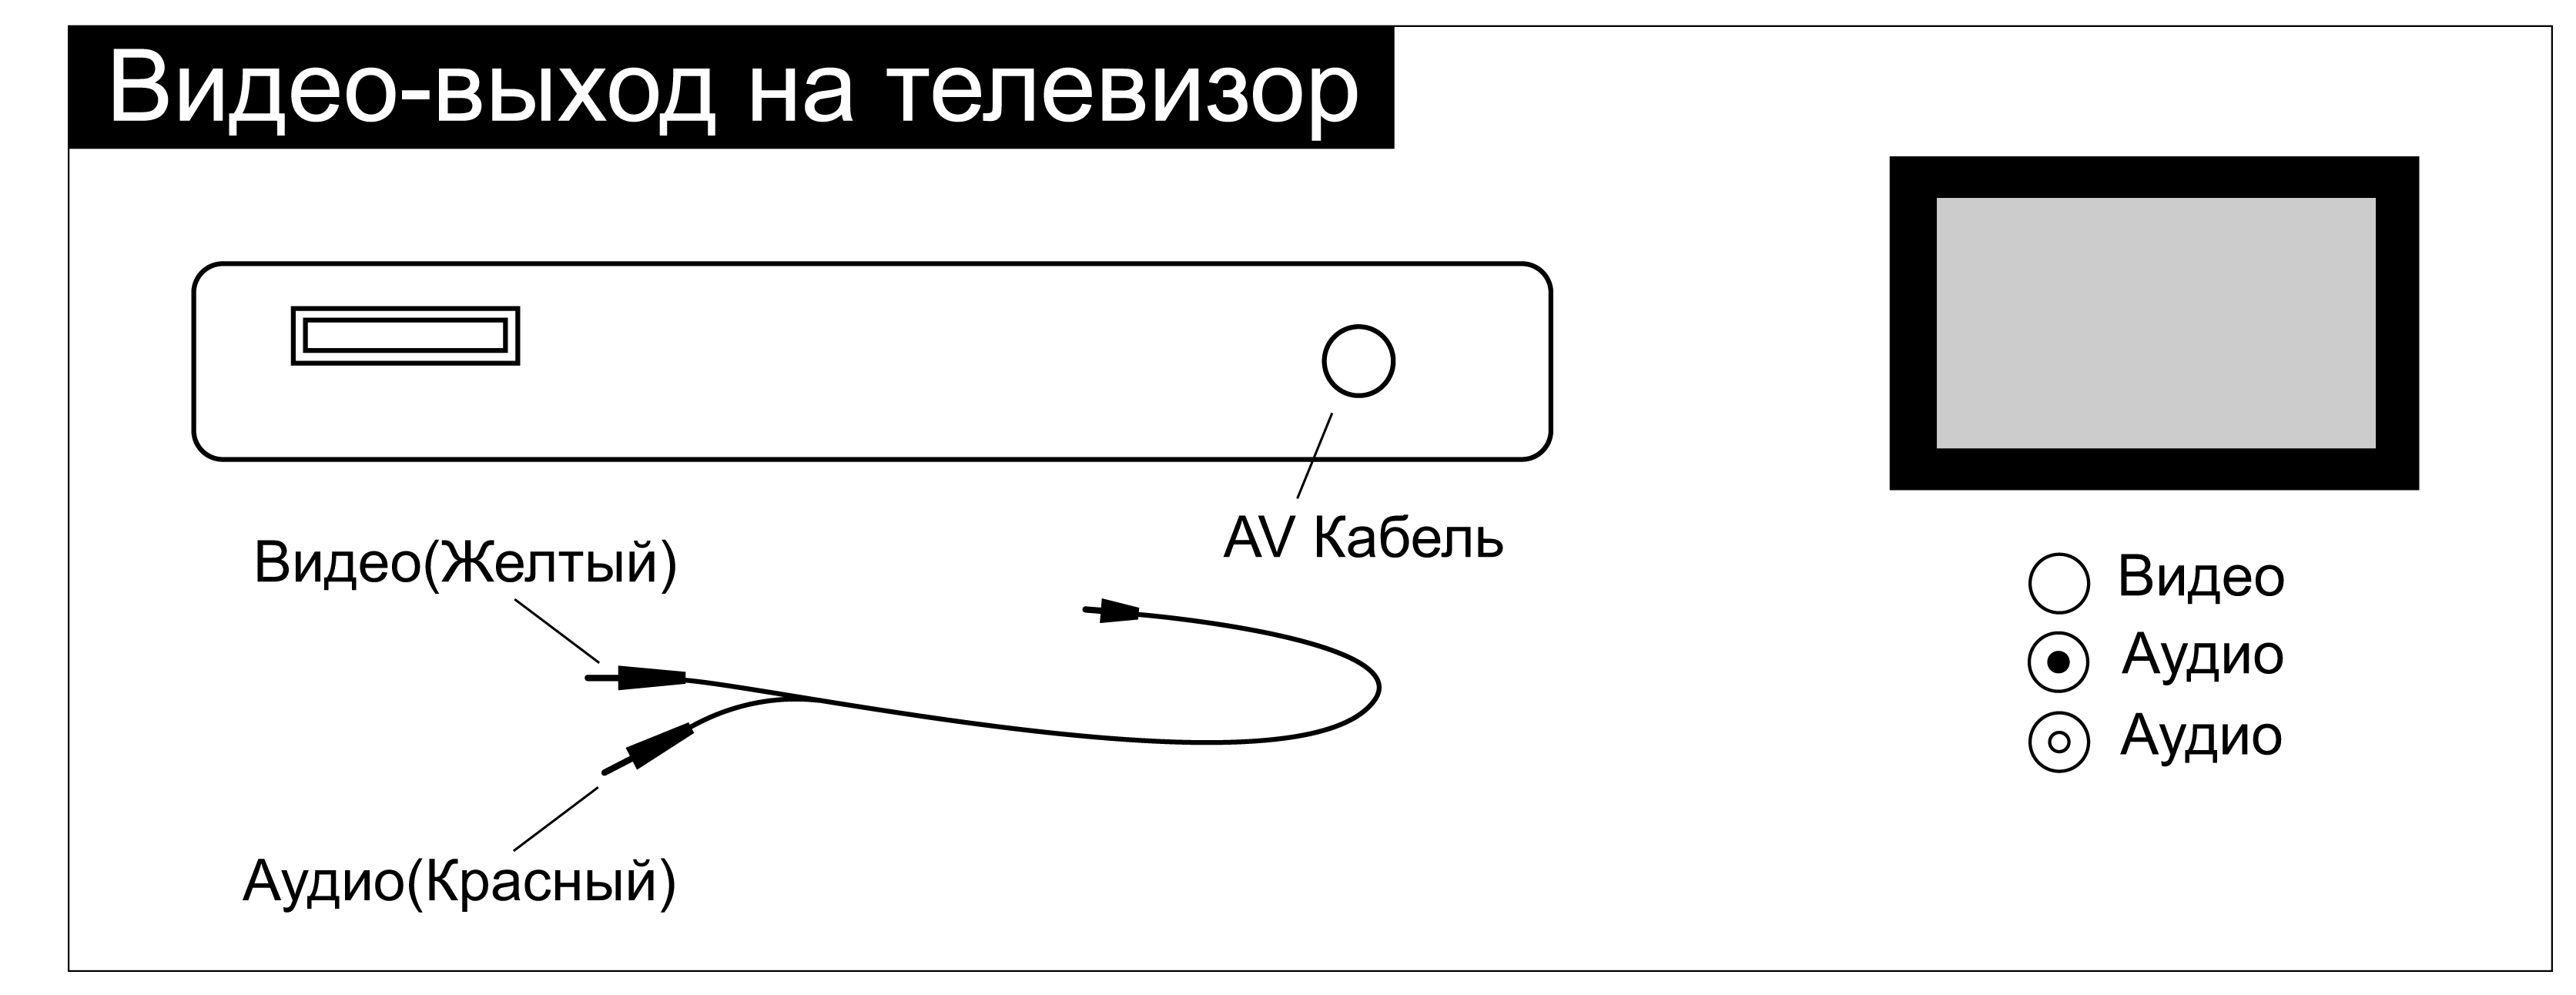 Видео-выход на телевизор
AV Кабель
Видео(Желтый)
Аудио(Красный)
Видео
Аудио
Аудио